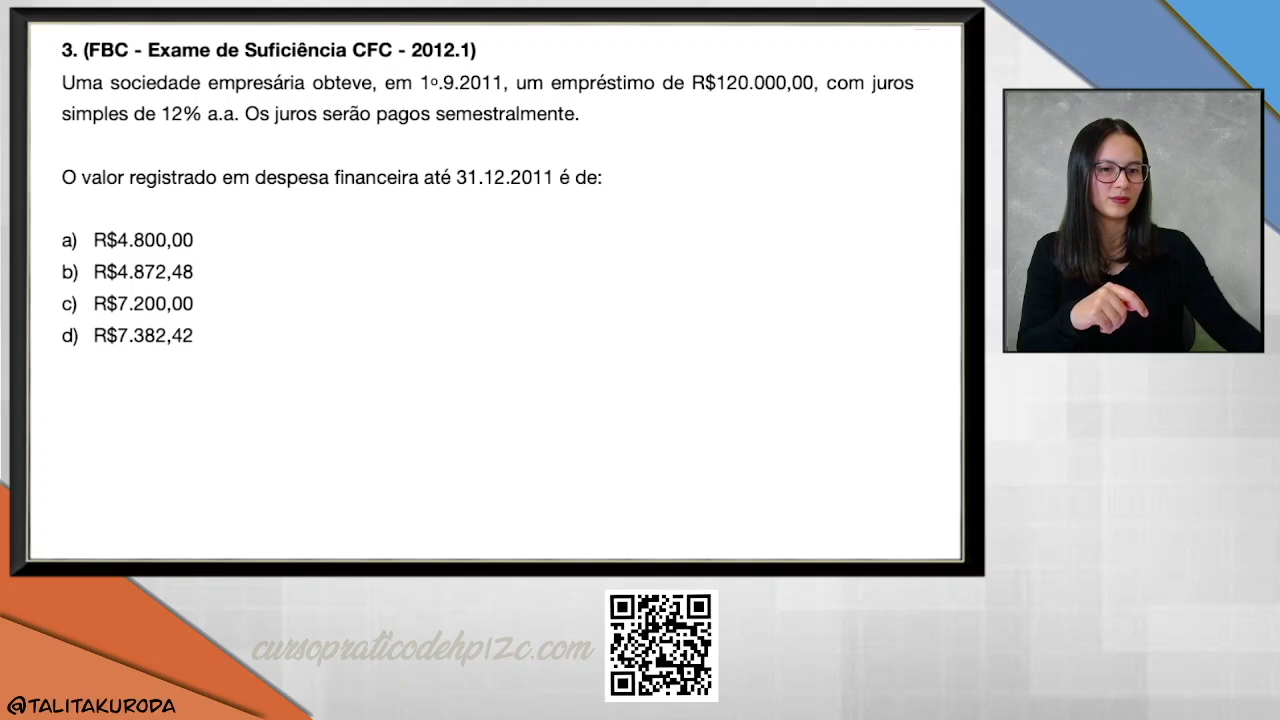 3. (FBC - Exame de Suficiência CFC - 2012.1)
Uma sociedade empresária obteve, em 1º.9.2011, um empréstimo de R$120.000,00, com juros
simples de 12% a.a. Os juros serão pagos semestralmente.
O valor registrado em despesa financeira até 31.12.2011 é de:
a) R$4.800,00
b) R$4.872,48
c) R$7.200,00
d) R$7.382,42
cursopraticodehp12c.com
@TALITAKURODA